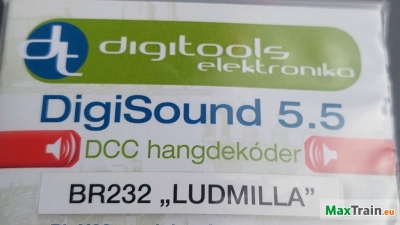 dt digitools
elektronika
DigiSound 5.5
DCC hangdekóder
BR232 „LUDMILLA”
MaxTrain.eu